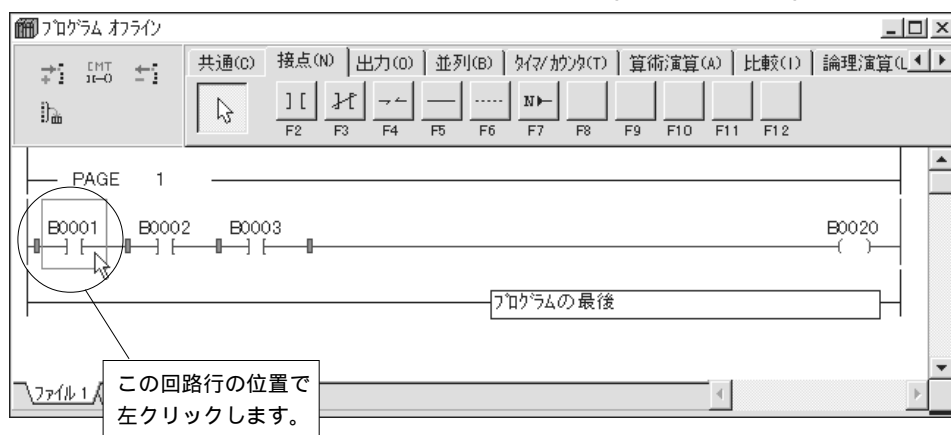 プログラム オフライン
共通(C) 接点(N) 出力(O) 並列(B) タイマ/カウンタ(T) 算術演算(A) 比較(I) 論理演算(L
CMT
N
F2 F3 F4 F5 F6 F7 F8 F9 F10 F11 F12
PAGE 1
B0001 B0002 B0003 B0020
プログラムの最後
ファイル 1
この回路行の位置で
左クリックします。